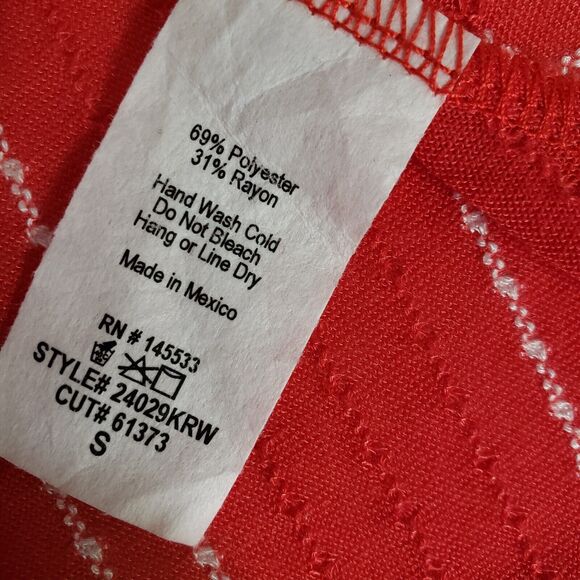 69% Polyester
31% Rayon
Hand Wash Cold
Do Not Bleach
Hang or Line Dry
Made in Mexico
RN # 145533
STYLE# 24029KRW
CUT# 61373
S